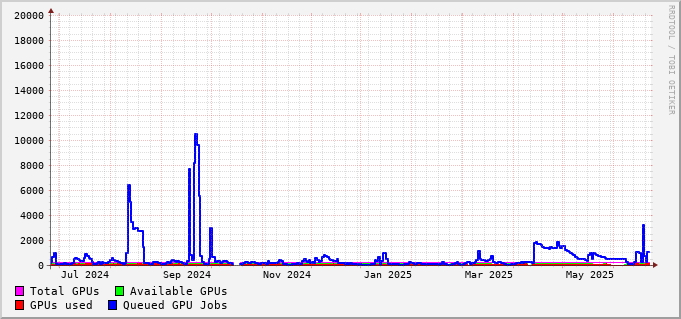 20000
18000
16000
14000
12000
10000
8000
6000
4000
2000
0
Jul 2024 Sep 2024 Nov 2024 Jan 2025 Mar 2025 May 2025
Total GPUs Available GPUs
GPUs used Queued GPU Jobs
RRDTOOL / TOBI OETIKER